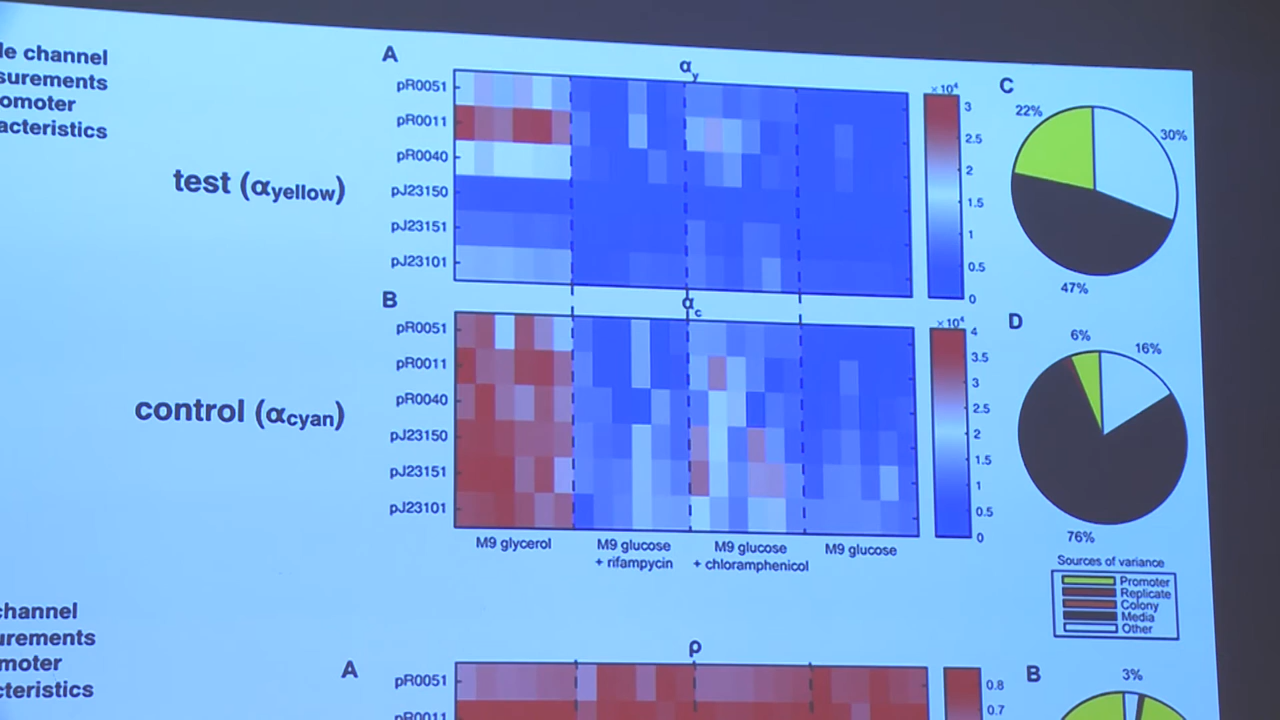 le channel
surements
omoter
acteristics
test (αyellow)
control (αcyan)
A
αy
pR0051
pR0011
pR0040
pJ23150
pJ23151
pJ23101
×10⁴
3
2.5
2
1.5
1
0.5
0
C
22%
30%
47%
B
αc
pR0051
pR0011
pR0040
pJ23150
pJ23151
pJ23101
M9 glycerol
M9 glucose
+ rifampycin
M9 glucose
+ chloramphenicol
M9 glucose
×10⁴
4
3.5
3
2.5
2
1.5
1
0.5
0
D
6%
16%
76%
Sources of variance
Promoter
Replicate
Colony
Media
Other
channel
urements
moter
cteristics
A
ρ
pR0051
pR0011
0.8
0.7
B
3%